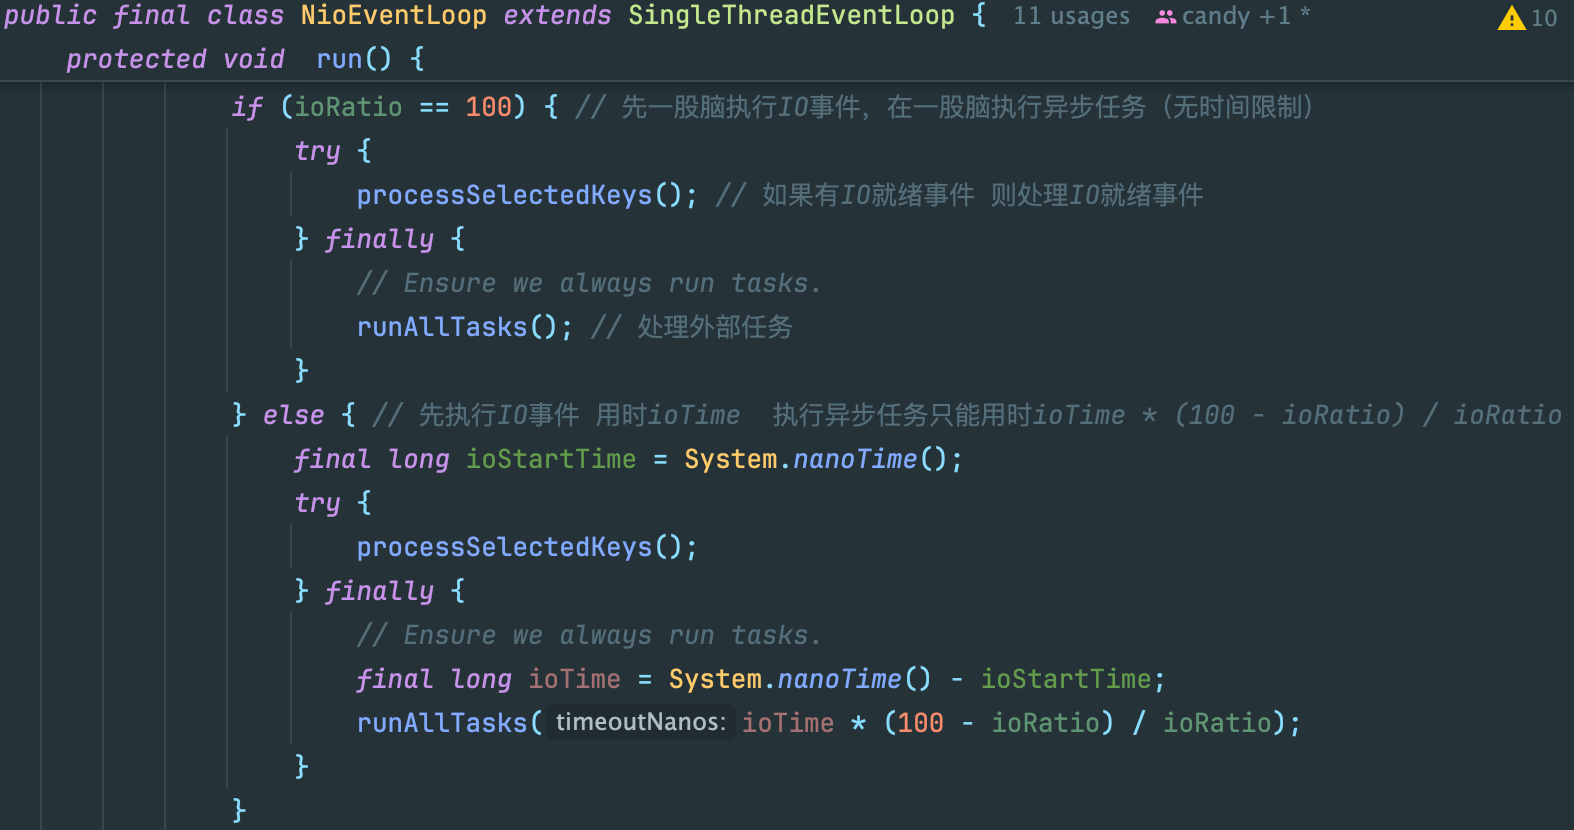 public final class NioEventLoop extends SingleThreadEventLoop { 11 usages candy +1 * 10
protected void run() {
if (ioRatio == 100) { // 先一股脑执行IO事件，在一股脑执行异步任务（无时间限制）
try {
processSelectedKeys(); // 如果有IO就绪事件 则处理IO就绪事件
} finally {
// Ensure we always run tasks.
runAllTasks(); // 处理外部任务
}
} else { // 先执行IO事件 用时ioTime 执行异步任务只能用时ioTime * (100 - ioRatio) / ioRatio
final long ioStartTime = System.nanoTime();
try {
processSelectedKeys();
} finally {
// Ensure we always run tasks.
final long ioTime = System.nanoTime() - ioStartTime;
runAllTasks( timeoutNanos: ioTime * (100 - ioRatio) / ioRatio);
}
}